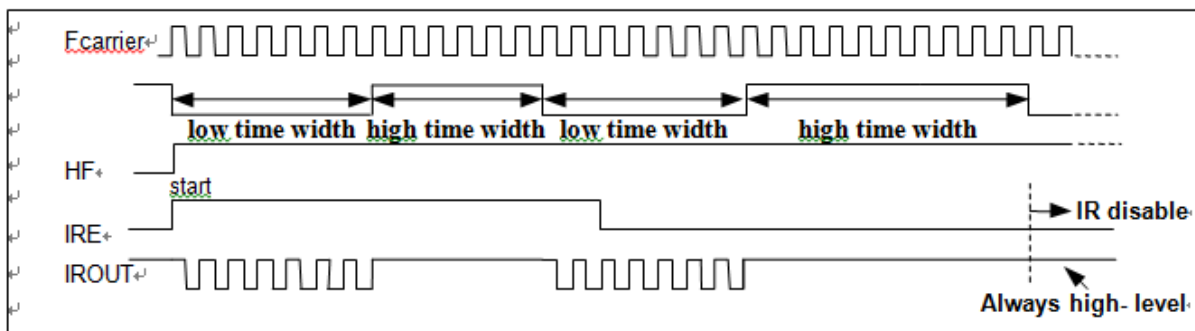 Fcarrier
low time width high time width low time width high time width
HF
start
IRE
IR disable
IROUT
Always high- level